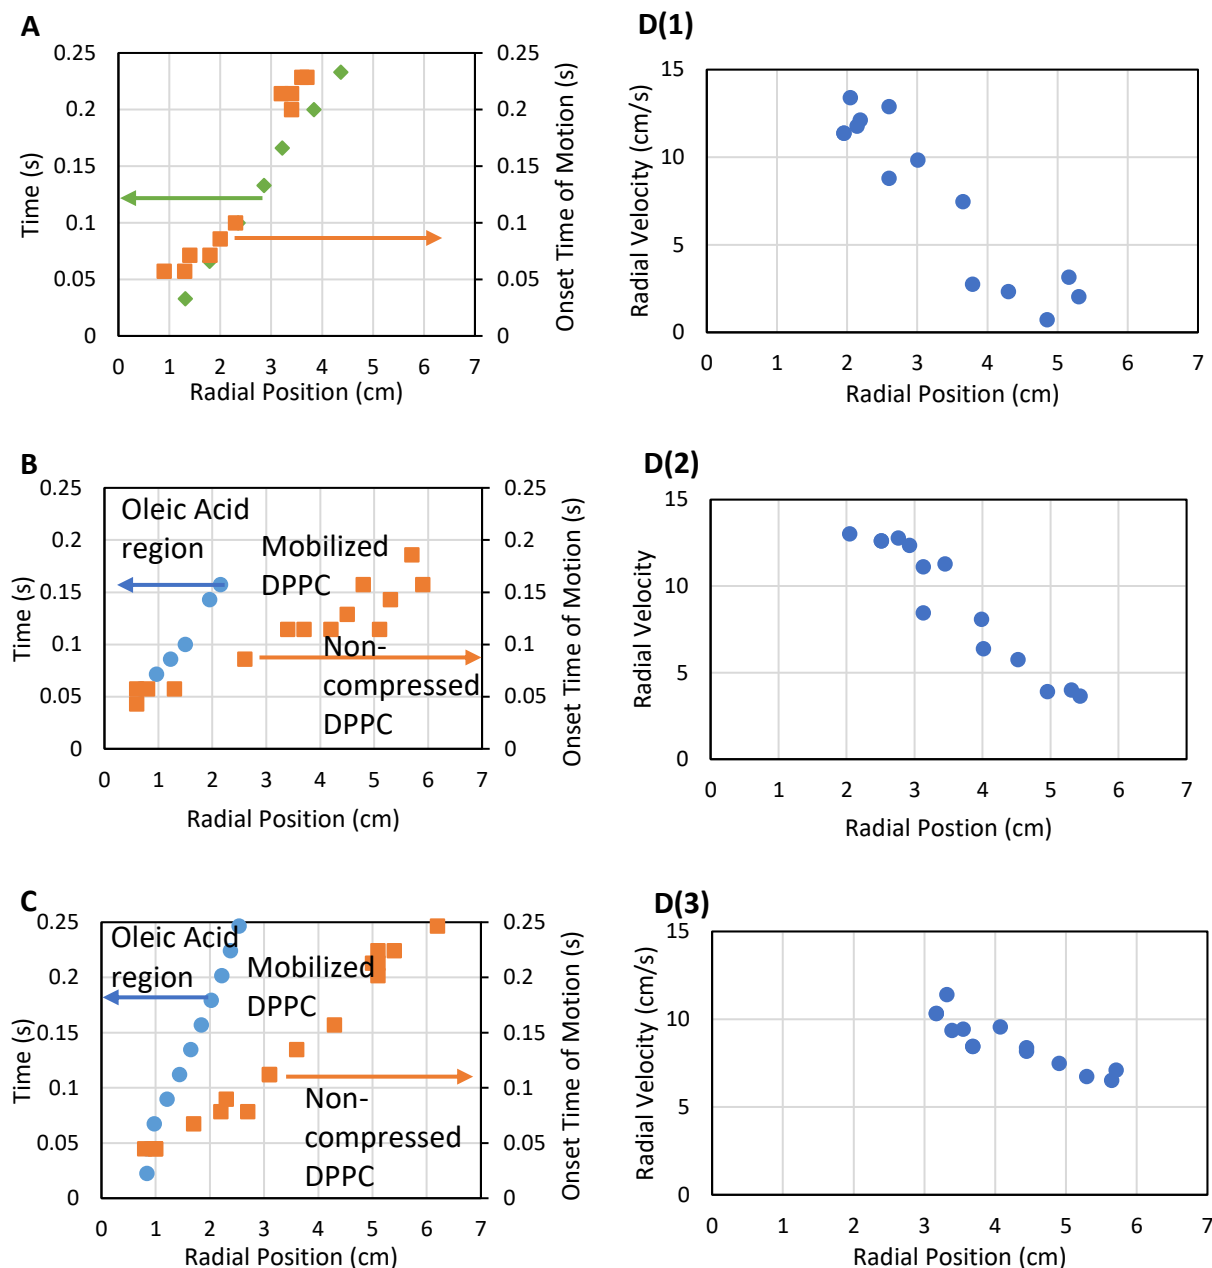 A
0.25
0.2
0.15
0.1
0.05
0
Time (s)
0.25
0.2
0.15
0.1
0.05
0
Onset Time of Motion (s)
0 1 2 3 4 5 6 7
Radial Position (cm)
D(1)
15
10
5
0
Radial Velocity (cm/s)
0 1 2 3 4 5 6 7
Radial Position (cm)
B
0.25
0.2
0.15
0.1
0.05
0
Time (s)
Oleic Acid
region
Mobilized
DPPC
Non-
compressed
DPPC
0.25
0.2
0.15
0.1
0.05
0
Onset Time of Motion (s)
0 1 2 3 4 5 6 7
Radial Position (cm)
D(2)
15
10
5
0
Radial Velocity
0 1 2 3 4 5 6 7
Radial Postion (cm)
C
0.25
0.2
0.15
0.1
0.05
0
Time (s)
Oleic Acid
region
Mobilized
DPPC
Non-
compressed
DPPC
0.25
0.2
0.15
0.1
0.05
0
Onset Time of Motion (s)
0 1 2 3 4 5 6 7
Radial Position (cm)
D(3)
15
10
5
0
Radial Velocity (cm/s)
0 1 2 3 4 5 6 7
Radial Position (cm)